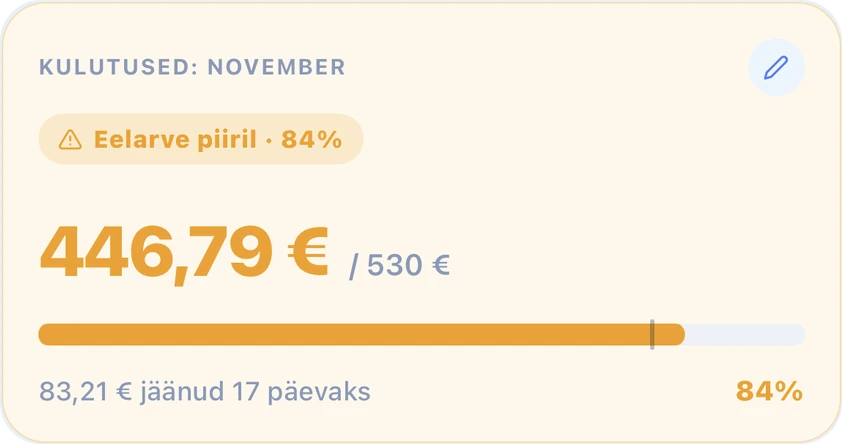 KULUTUSED: NOVEMBER
Eelarve piiril · 84%
446,79 € / 530 €
83,21 € jäänud 17 päevaks
84%